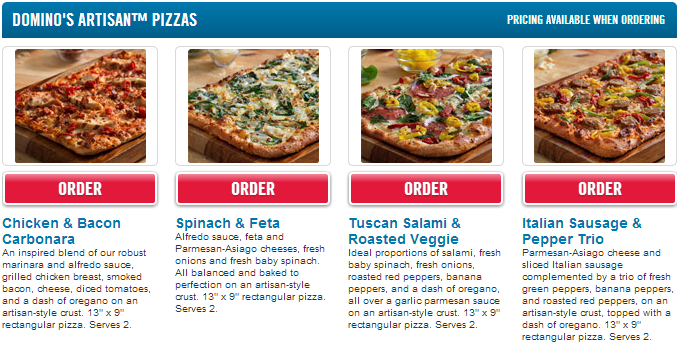 DOMINO'S ARTISAN™ PIZZAS
PRICING AVAILABLE WHEN ORDERING
ORDER
ORDER
ORDER
ORDER
Chicken & Bacon
Carbonara
An inspired blend of our robust
marinara and alfredo sauce,
grilled chicken breast, smoked
bacon, cheese, diced tomatoes,
and a dash of oregano on an
artisan-style crust. 13" x 9"
rectangular pizza. Serves 2.
Spinach & Feta
Alfredo sauce, feta and
Parmesan-Asiago cheeses, fresh
onions and fresh baby spinach.
All balanced and baked to
perfection on an artisan-style
crust. 13" x 9" rectangular pizza.
Serves 2.
Tuscan Salami &
Roasted Veggie
Ideal proportions of salami, fresh
baby spinach, fresh onions,
roasted red peppers, banana
peppers, and a dash of oregano,
all over a garlic parmesan sauce
on an artisan-style crust. 13" x 9"
rectangular pizza. Serves 2.
Italian Sausage &
Pepper Trio
Parmesan-Asiago cheese and
sliced Italian sausage
complemented by a trio of fresh
green peppers, banana peppers,
and roasted red peppers, on an
artisan-style crust, topped with a
dash of oregano. 13" x 9"
rectangular pizza. Serves 2.